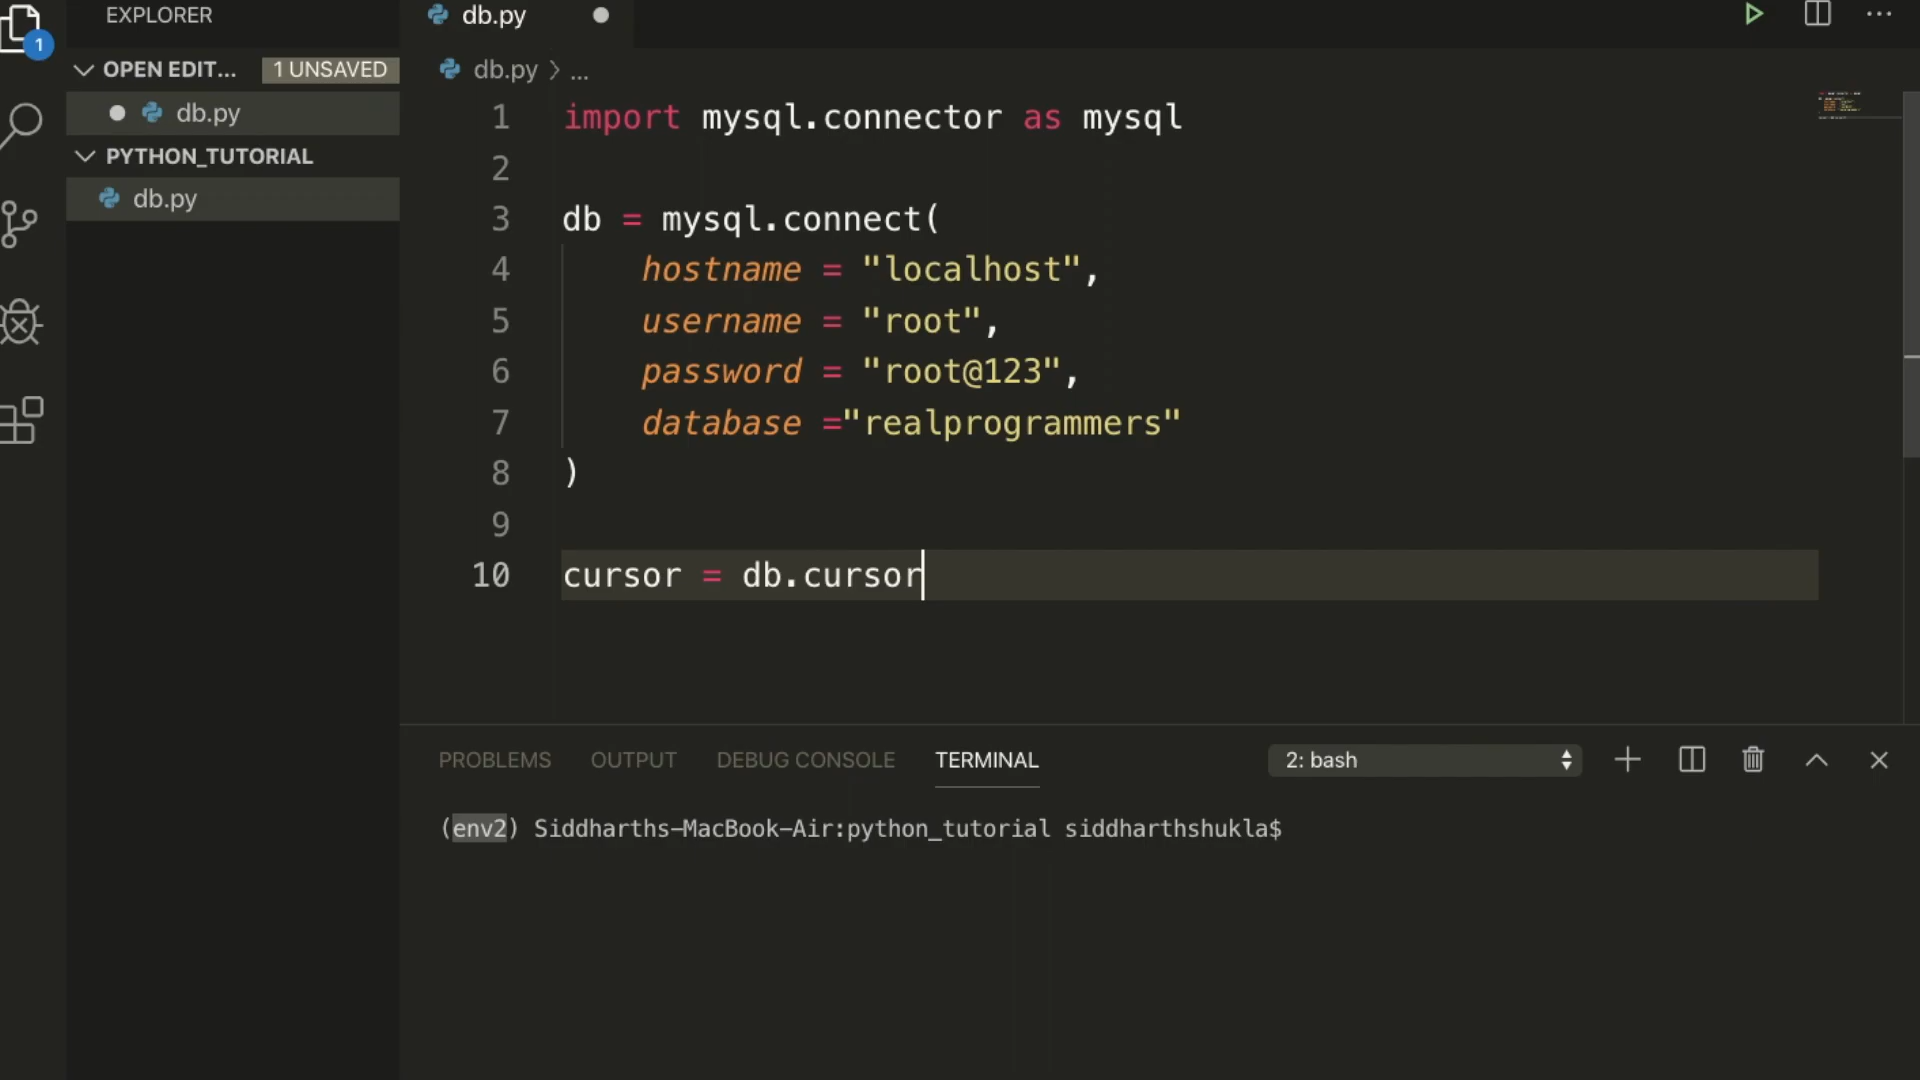 EXPLORER
1
OPEN EDIT... 1 UNSAVED
db.py
PYTHON_TUTORIAL
db.py
db.py
db.py > ...
1 import mysql.connector as mysql
2
3 db = mysql.connect(
4 hostname = "localhost",
5 username = "root",
6 password = "root@123",
7 database ="realprogrammers"
8 )
9
10 cursor = db.cursor
PROBLEMS OUTPUT DEBUG CONSOLE TERMINAL 2: bash
(env2) Siddharths-MacBook-Air:python_tutorial siddharthshukla$